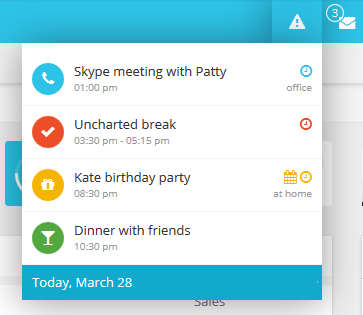 3
Skype meeting with Patty
01:00 pm
office
Uncharted break
03:30 pm - 05:15 pm
Kate birthday party
08:30 pm
at home
Dinner with friends
10:30 pm
Today, March 28
Sales